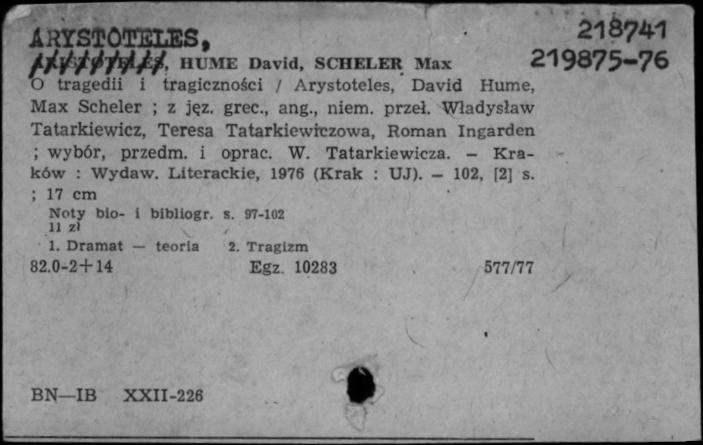 ARYSTOTELES, 218741
ARISTOTELES, HUME David, SCHELER Max 219875-76
O tragedii i tragiczności / Arystoteles, David Hume,
Max Scheler ; z jęz. grec., ang., niem. przeł. Władysław
Tatarkiewicz, Teresa Tatarkiewiczowa, Roman Ingarden
; wybór, przedm. i oprac. W. Tatarkiewicza. — Kra-
ków : Wydaw. Literackie, 1976 (Krak : UJ). — 102, [2] s.
; 17 cm
Noty bio- i bibliogr. s. 97-102
11 zł
1. Dramat — teoria 2. Tragizm
82.0-2+14 Egz. 10283 577/77
BN—IB XXII-226